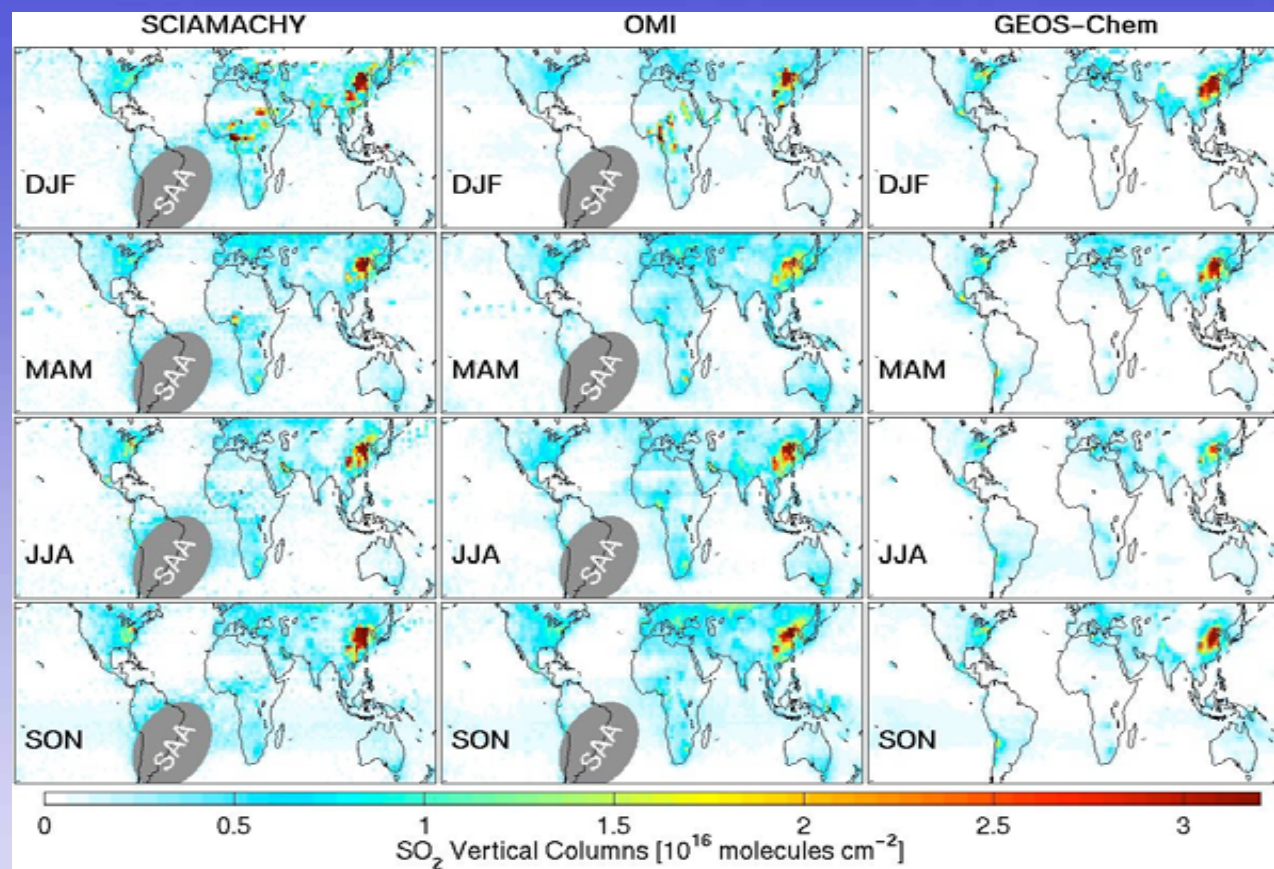 SCIAMACHY OMI GEOS-Chem
DJF SAA DJF SAA DJF
MAM SAA MAM SAA MAM
JJA SAA JJA SAA JJA
SON SAA SON SAA SON
0 0.5 1 1.5 2 2.5 3
SO₂ Vertical Columns [10¹⁶ molecules cm⁻²]